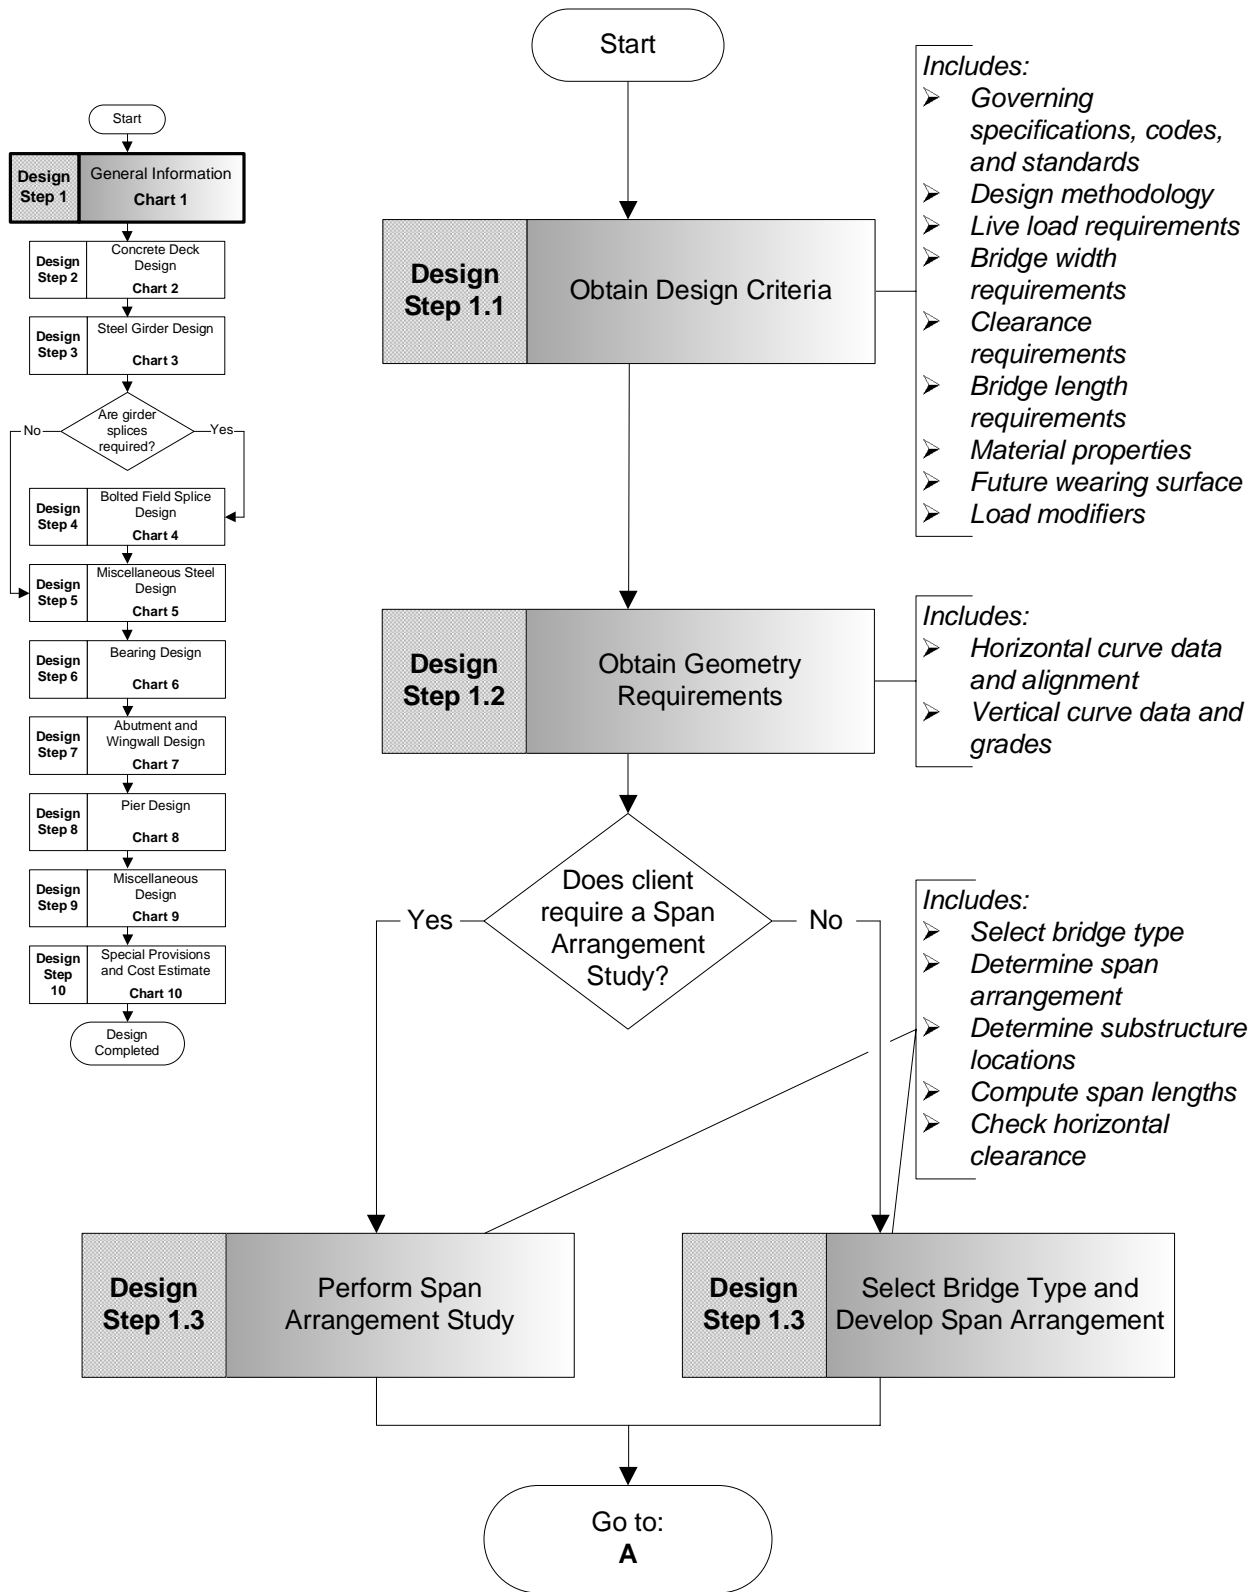 Start
Design
Step 1
General Information
Chart 1
Design
Step 2
Concrete Deck
Design
Chart 2
Design
Step 3
Steel Girder Design
Chart 3
Are girder
splices
required?
No
Yes
Design
Step 4
Bolted Field Splice
Design
Chart 4
Design
Step 5
Miscellaneous Steel
Design
Chart 5
Design
Step 6
Bearing Design
Chart 6
Design
Step 7
Abutment and
Wingwall Design
Chart 7
Design
Step 8
Pier Design
Chart 8
Design
Step 9
Miscellaneous
Design
Chart 9
Design
Step
10
Special Provisions
and Cost Estimate
Chart 10
Design
Completed
Start
Design
Step 1.1
Obtain Design Criteria
Includes:
➢ Governing
specifications, codes,
and standards
➢ Design methodology
➢ Live load requirements
➢ Bridge width
requirements
➢ Clearance
requirements
➢ Bridge length
requirements
➢ Material properties
➢ Future wearing surface
➢ Load modifiers
Design
Step 1.2
Obtain Geometry
Requirements
Includes:
➢ Horizontal curve data
and alignment
➢ Vertical curve data and
grades
Does client
require a Span
Arrangement
Study?
Yes
No
Includes:
➢ Select bridge type
➢ Determine span
arrangement
➢ Determine substructure
locations
➢ Compute span lengths
➢ Check horizontal
clearance
Design
Step 1.3
Perform Span
Arrangement Study
Design
Step 1.3
Select Bridge Type and
Develop Span Arrangement
Go to:
A